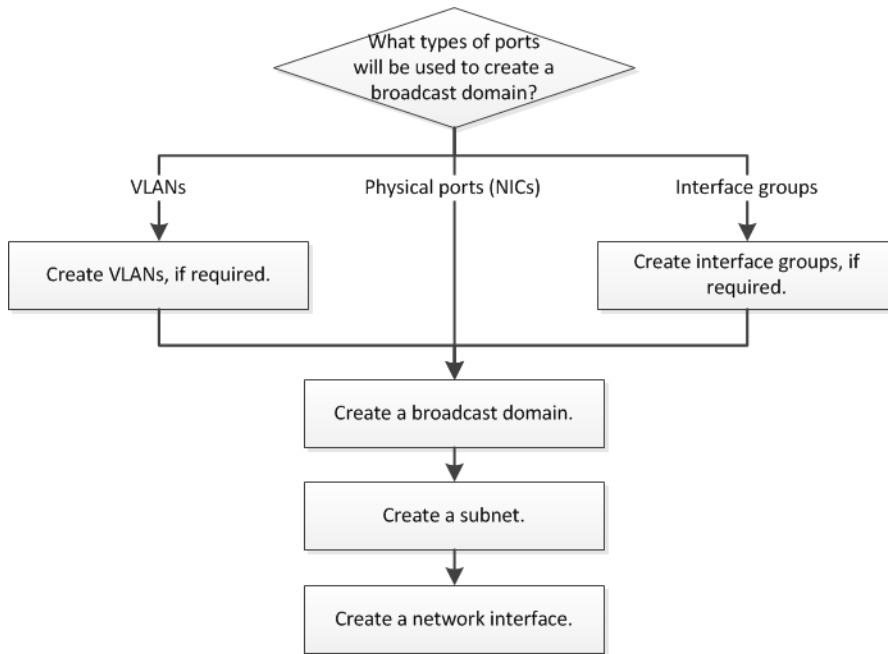 What types of ports
will be used to create a
broadcast domain?
VLANs
Physical ports (NICs)
Interface groups
Create VLANs, if required.
Create interface groups, if
required.
Create a broadcast domain.
Create a subnet.
Create a network interface.